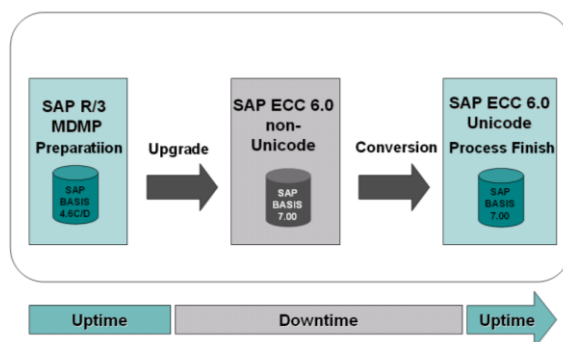 SAP R/3
MDMP
Preparatiion
SAP
BASIS
4.6C/D
Upgrade
SAP ECC 6.0
non-
Unicode
SAP
BASIS
7.00
Conversion
SAP ECC 6.0
Unicode
Process Finish
SAP
BASIS
7.00
Uptime
Downtime
Uptime